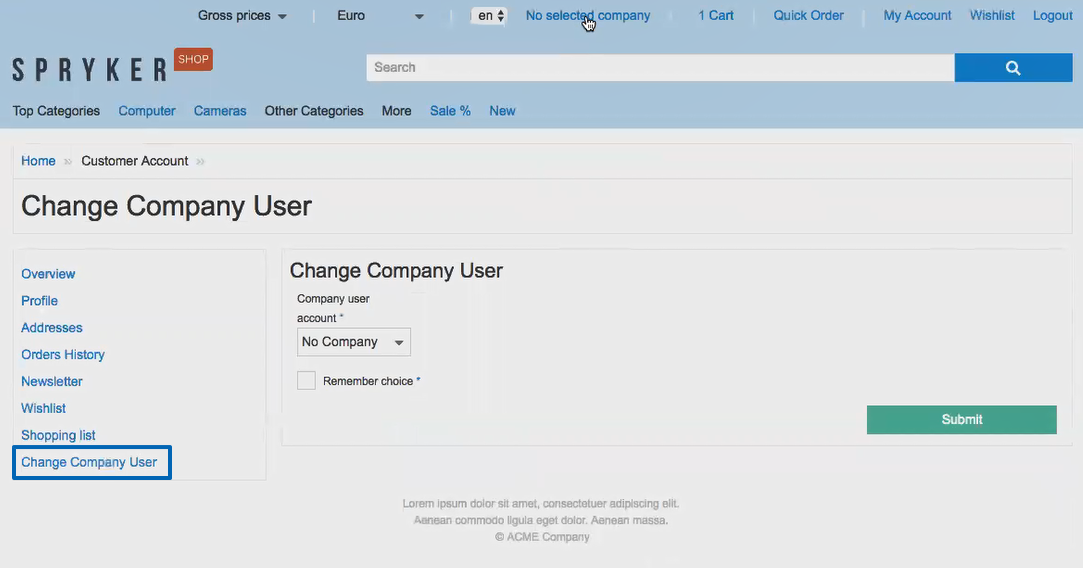 Gross prices Euro en No selected company 1 Cart Quick Order My Account Wishlist Logout
SPRYKER SHOP
Search
Top Categories Computer Cameras Other Categories More Sale % New
Home » Customer Account »
Change Company User
Overview
Profile
Addresses
Orders History
Newsletter
Wishlist
Shopping list
Change Company User
Change Company User
Company user
account *
No Company
Remember choice *
Submit
Lorem ipsum dolor sit amet, consectetuer adipiscing elit.
Aenean commodo ligula eget dolor. Aenean massa.
© ACME Company